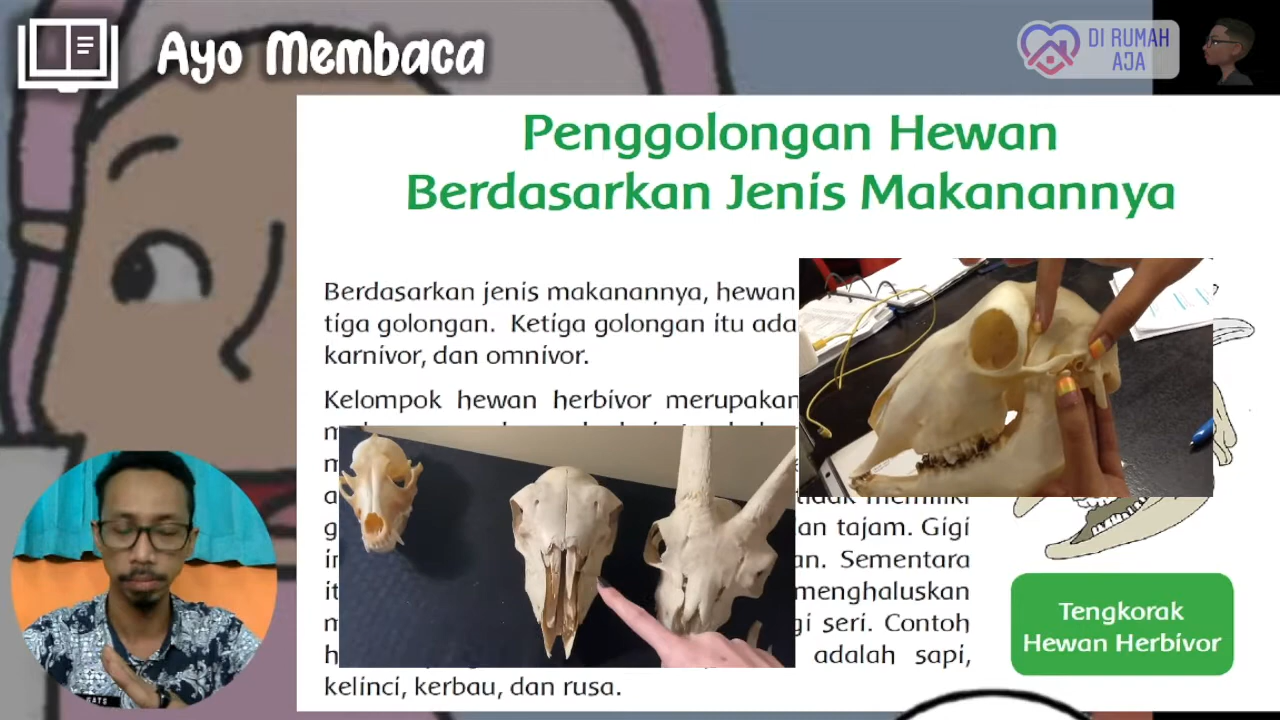 Ayo Membaca
DI RUMAH
AJA
Penggolongan Hewan
Berdasarkan Jenis Makanannya
Berdasarkan jenis makanannya, hewan
tiga golongan. Ketiga golongan itu ada
karnivor, dan omnivor.
Kelompok hewan herbivor merupakan
tidak memiliki
an tajam. Gigi
an. Sementara
menghaluskan
gi seri. Contoh
adalah sapi,
kelinci, kerbau, dan rusa.
Tengkorak
Hewan Herbivor